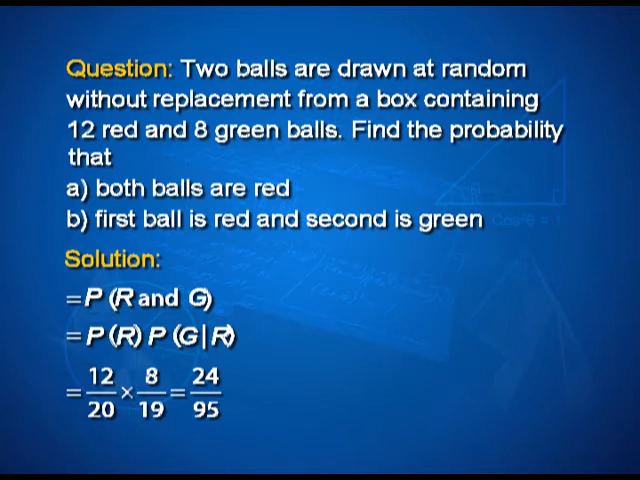 Question: Two balls are drawn at random
without replacement from a box containing
12 red and 8 green balls. Find the probability
that
a) both balls are red
b) first ball is red and second is green
Solution:
= P (R and G)
= P (R) P (G | R)
= 12/20 × 8/19 = 24/95